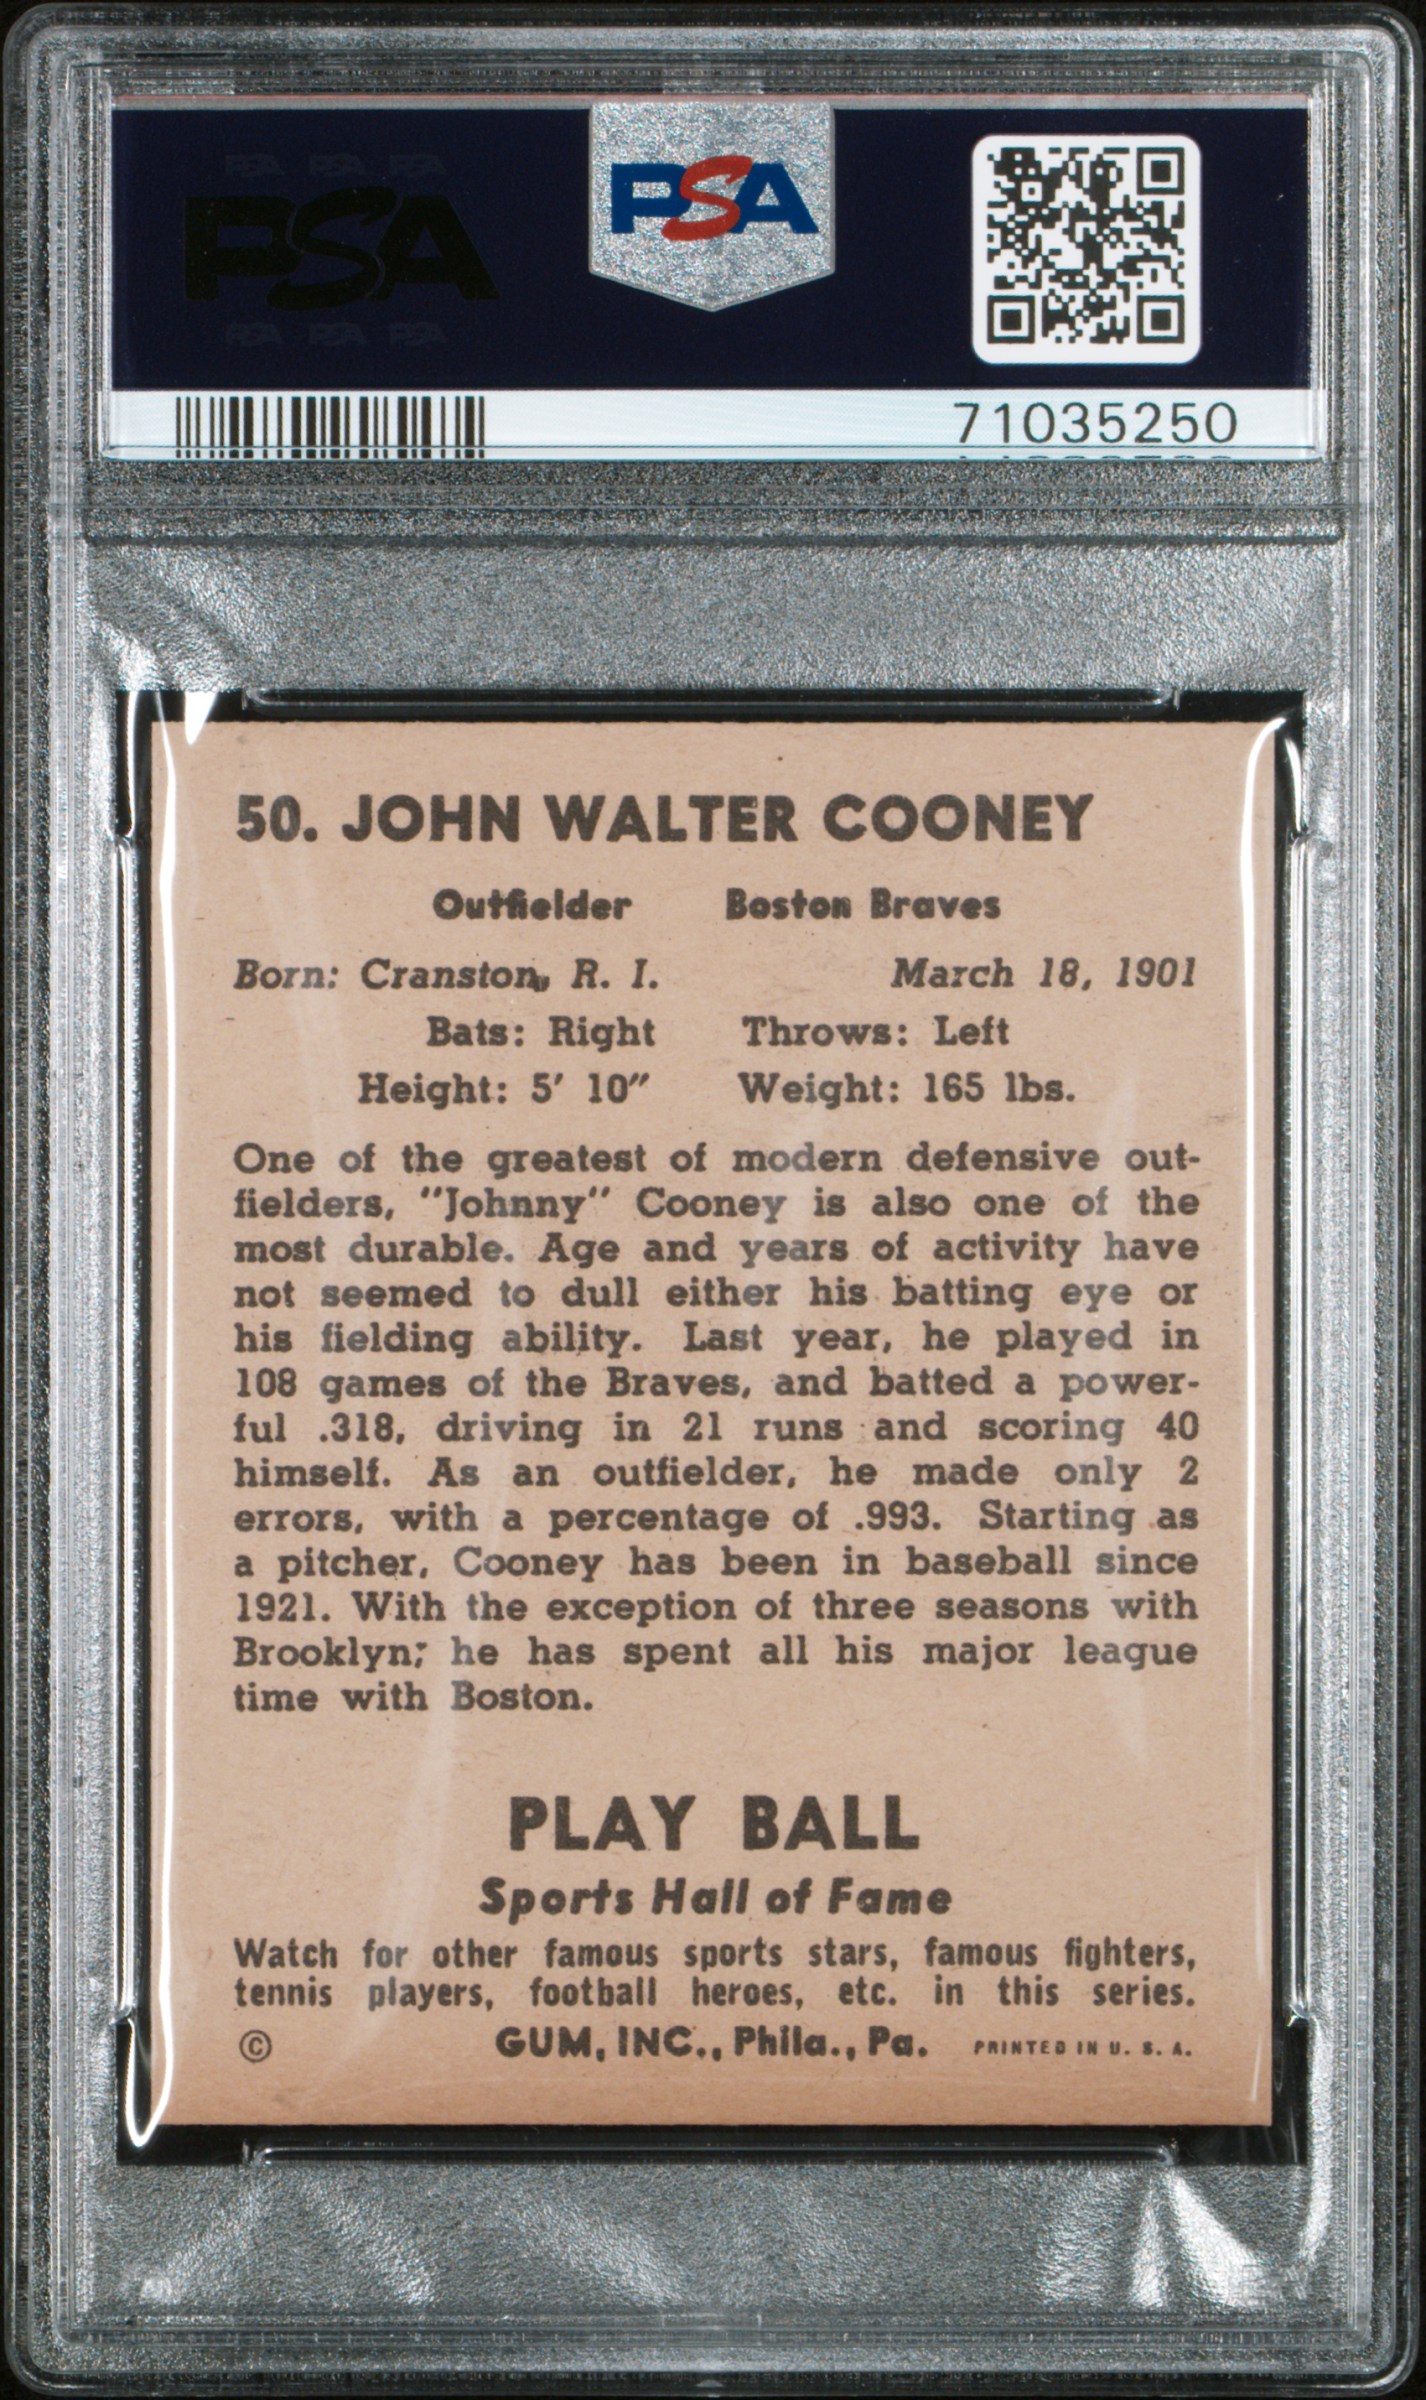 PSA PSA PSA
PSA
PSA
PSA PSA PSA
71035250
50. JOHN WALTER COONEY
Outfielder Boston Braves
Born: Cranston, R. I. March 18, 1901
Bats: Right Throws: Left
Height: 5′ 10″ Weight: 165 lbs.
One of the greatest of modern defensive out-
fielders, "Johnny" Cooney is also one of the
most durable. Age and years of activity have
not seemed to dull either his batting eye or
his fielding ability. Last year, he played in
108 games of the Braves, and batted a power-
ful .318, driving in 21 runs and scoring 40
himself. As an outfielder, he made only 2
errors, with a percentage of .993. Starting as
a pitcher, Cooney has been in baseball since
1921. With the exception of three seasons with
Brooklyn; he has spent all his major league
time with Boston.
PLAY BALL
Sports Hall of Fame
Watch for other famous sports stars, famous fighters,
tennis players, football heroes, etc. in this series.
© GUM, INC., Phila., Pa. PRINTED IN U. S. A.